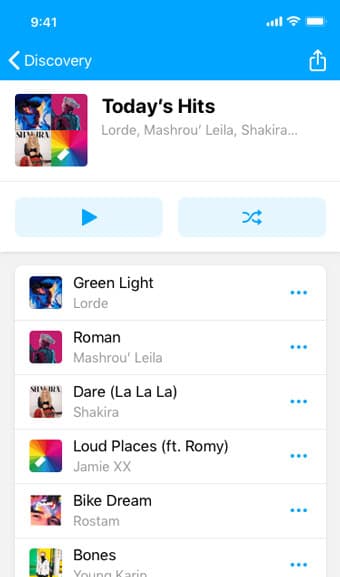 9:41
Discovery
Today’s Hits
Lorde, Mashrou’ Leila, Shakira...
SHAKIRA
Green Light
Lorde
Roman
Mashrou' Leila
SHAKIRA
Dare (La La La)
Shakira
Loud Places (ft. Romy)
Jamie XX
Bike Dream
Rostam
Bones
Young Karin